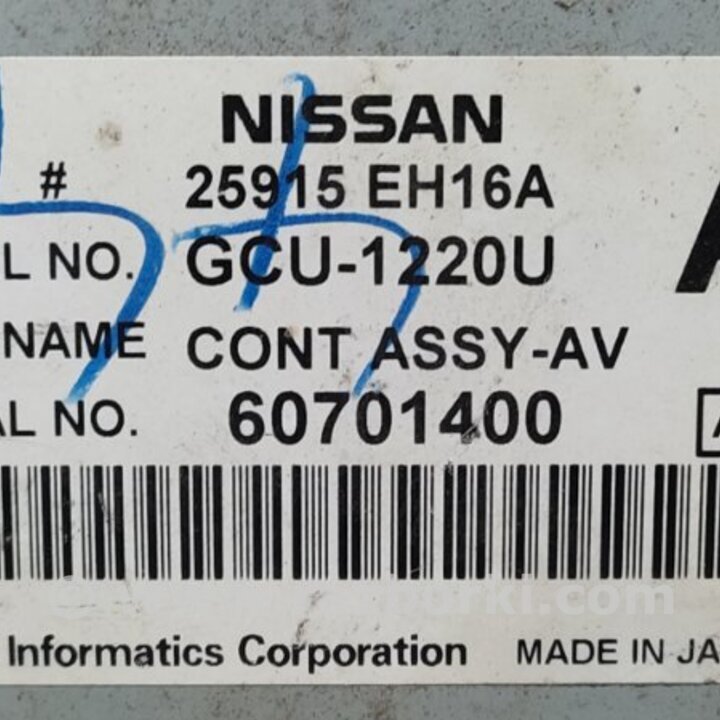 NISSAN
# 25915 EH16A
L NO. GCU-1220U
NAME CONT ASSY-AV
AL NO. 60701400
Informatics Corporation MADE IN JA